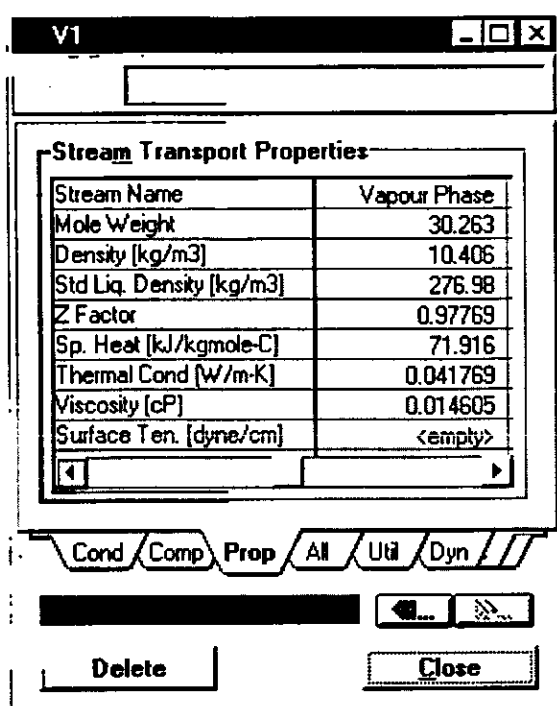 V1
Stream Transport Properties
Stream Name Vapour Phase
Mole Weight 30.263
Density [kg/m3] 10.406
Std Liq. Density [kg/m3] 276.98
Z Factor 0.97769
Sp. Heat [kJ/kgmole-C] 71.916
Thermal Cond [W/m-K] 0.041769
Viscosity [cP] 0.014605
Surface Ten. [dyne/cm] <empty>
Cond Comp Prop All Util Dyn
Delete Close